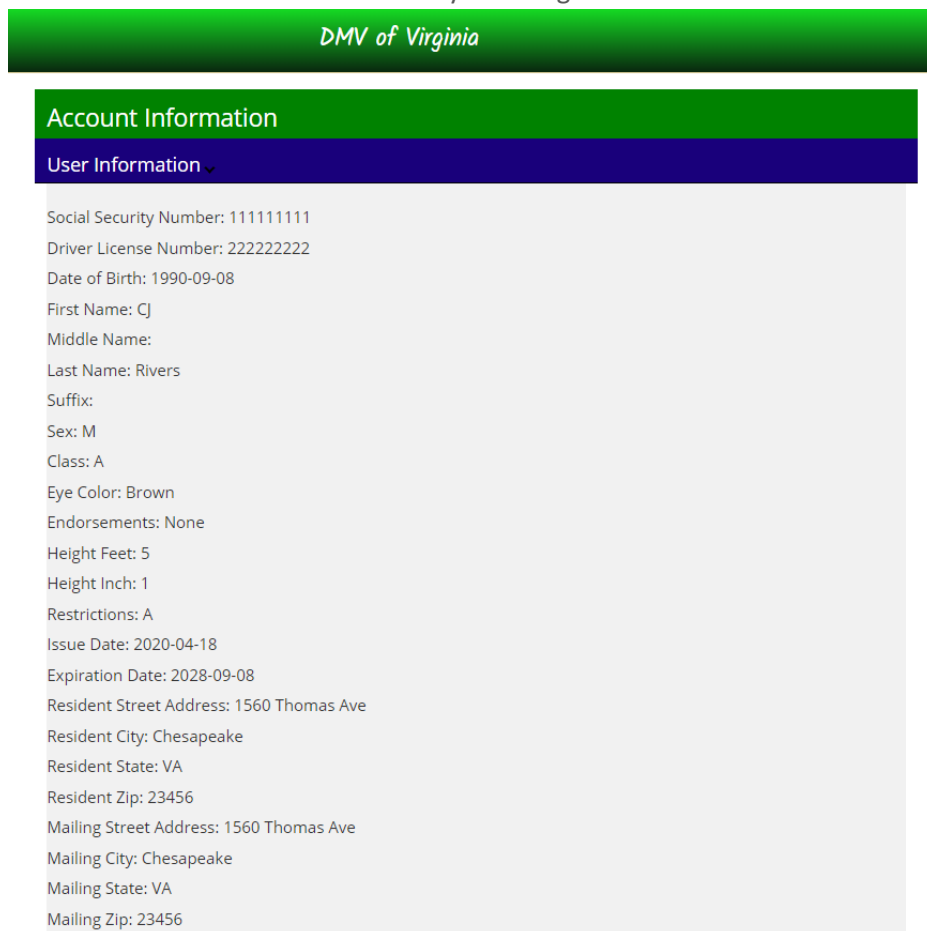 DMV of Virginia
Account Information
User Information
Social Security Number: 111111111
Driver License Number: 222222222
Date of Birth: 1990-09-08
First Name: CJ
Middle Name:
Last Name: Rivers
Suffix:
Sex: M
Class: A
Eye Color: Brown
Endorsements: None
Height Feet: 5
Height Inch: 1
Restrictions: A
Issue Date: 2020-04-18
Expiration Date: 2028-09-08
Resident Street Address: 1560 Thomas Ave
Resident City: Chesapeake
Resident State: VA
Resident Zip: 23456
Mailing Street Address: 1560 Thomas Ave
Mailing City: Chesapeake
Mailing State: VA
Mailing Zip: 23456